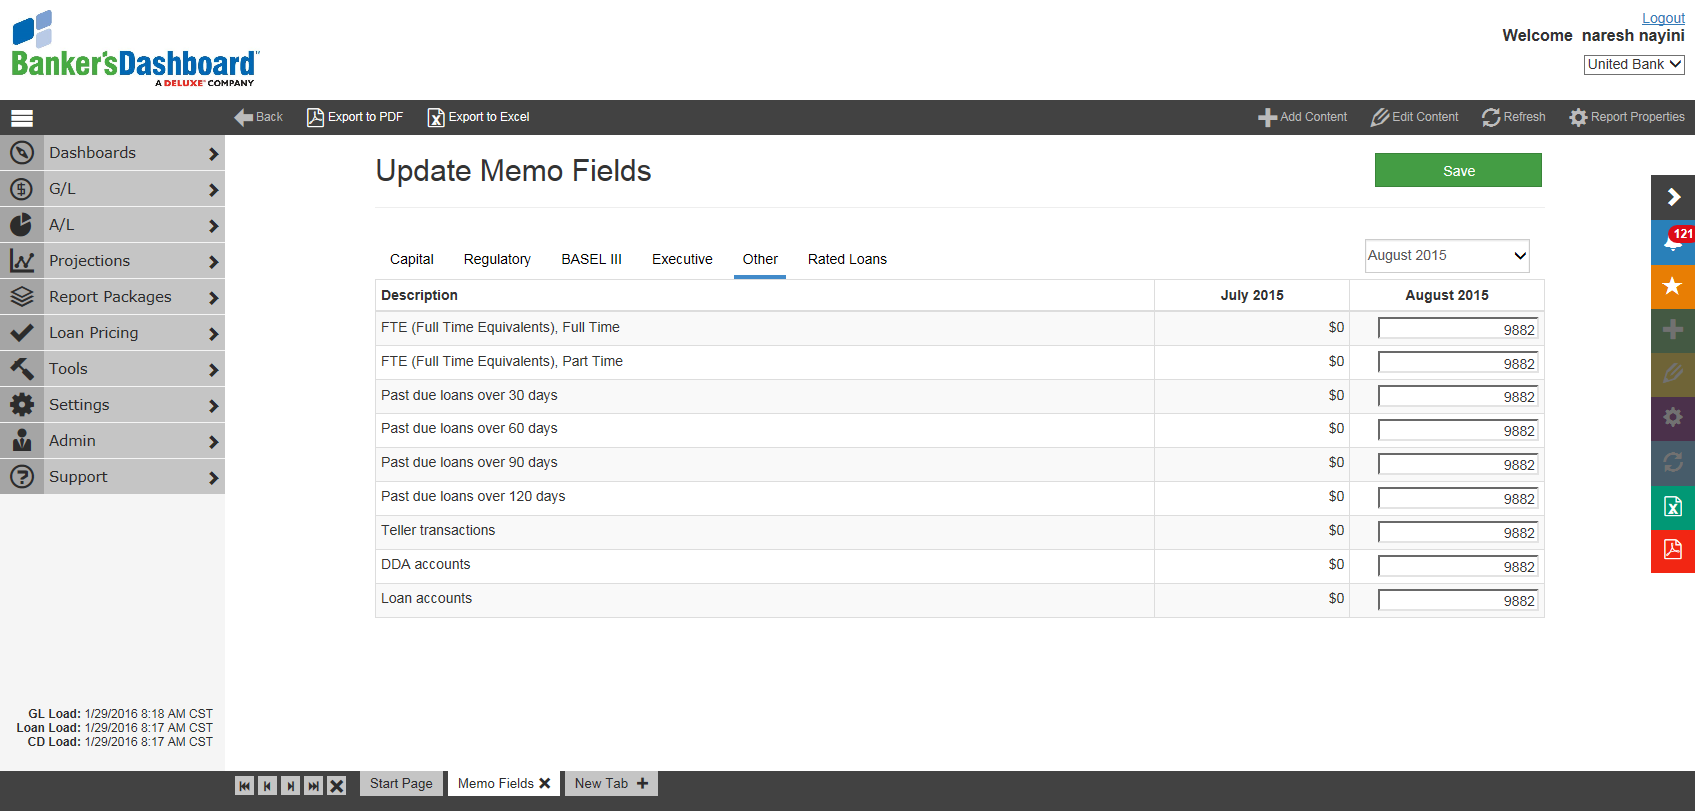 Logout
Welcome naresh nayini
United Bank
Banker'sDashboard
A DELUXE COMPANY
Back
Export to PDF
Export to Excel
Add Content
Edit Content
Refresh
Report Properties
Dashboards
G/L
A/L
Projections
Report Packages
Loan Pricing
Tools
Settings
Admin
Support
GL Load: 1/29/2016 8:18 AM CST
Loan Load: 1/29/2016 8:17 AM CST
CD Load: 1/29/2016 8:17 AM CST
Update Memo Fields
Save
Capital Regulatory BASEL III Executive Other Rated Loans
August 2015
Description July 2015 August 2015
FTE (Full Time Equivalents), Full Time $0 9882
FTE (Full Time Equivalents), Part Time $0 9882
Past due loans over 30 days $0 9882
Past due loans over 60 days $0 9882
Past due loans over 90 days $0 9882
Past due loans over 120 days $0 9882
Teller transactions $0 9882
DDA accounts $0 9882
Loan accounts $0 9882
121
Start Page
Memo Fields
New Tab